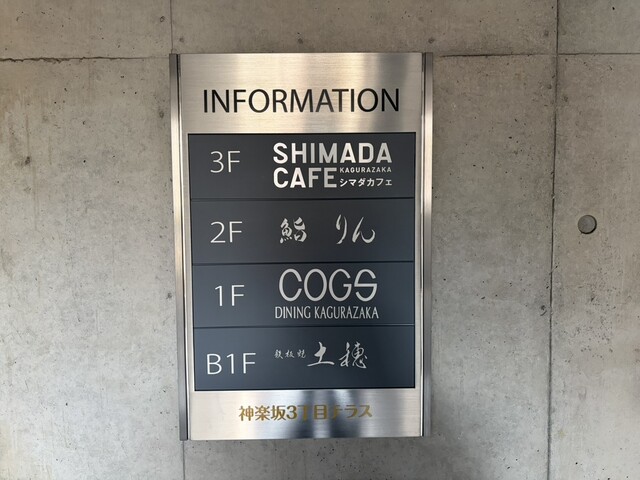 INFORMATION
3F
SHIMADA
CAFE KAGURAZAKA
シマダカフェ
2F 鮨 りん
1F COGS
DINING KAGURAZAKA
B1F 鉄板焼 土穂
神楽坂3丁目テラス